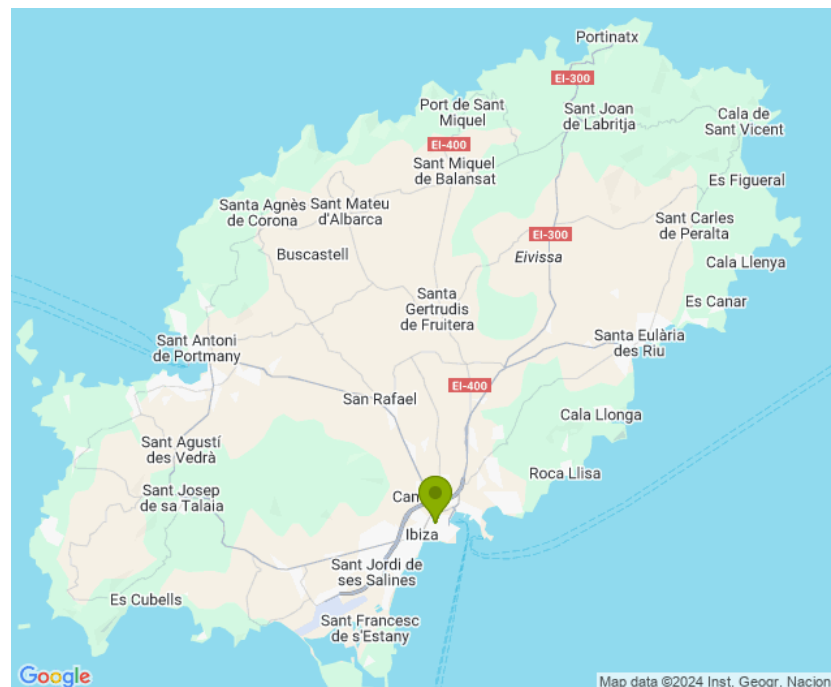 Portinatx
EI-300
Port de Sant
Miquel
Sant Joan
de Labritja
Cala de
Sant Vicent
EI-400
Sant Miquel
de Balansat
Es Figueral
Santa Agnès
de Corona
Sant Mateu
d'Albarca
Sant Carles
de Peralta
EI-300
Buscastell
Eivissa
Cala Llenya
Santa
Gertrudis
de Fruitera
Es Canar
Sant Antoni
de Portmany
Santa Eulària
des Riu
EI-400
San Rafael
Cala Llonga
Sant Agustí
des Vedrà
Roca Llisa
Sant Josep
de sa Talaia
Ibiza
Sant Jordi de
ses Salines
Es Cubells
Sant Francesc
de s'Estany
Google
Map data ©2024 Inst. Geogr. Nacion